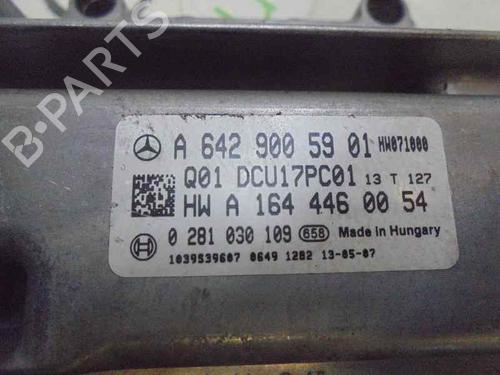 A 642 900 59 01 HW071000
Q01 DCU17PC01 13 T 127
HW A 164 446 00 54
0 281 030 109 658 Made in Hungary
1039S39607 0649 1282 13-05-07
B-PARTS